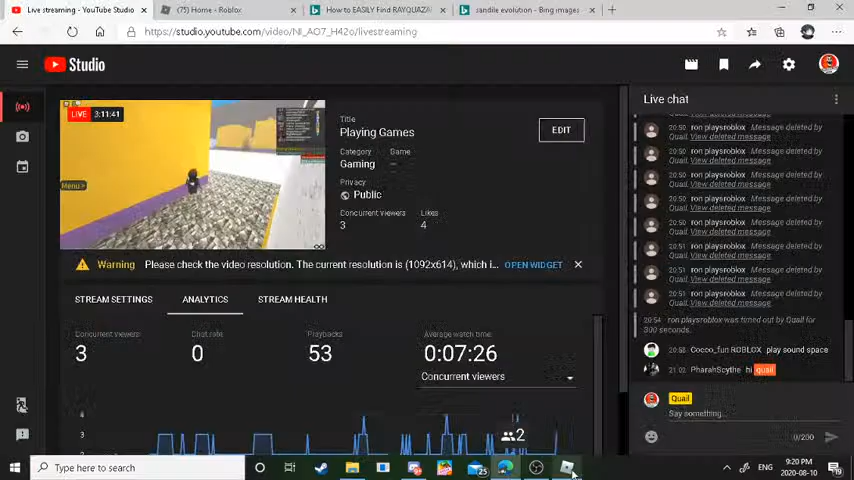 Live streaming - YouTube Studio
(75) Home - Roblox
How to EASILY Find RAYQUAZA
sandile evolution - Bing images
https://studio.youtube.com/video/NI_AO7_H42o/livestreaming
Studio
LIVE 3:11:41
Menu >
Title
Playing Games
EDIT
Category Game
Gaming —
Privacy
Public
Concurrent viewers Likes
3 4
Warning Please check the video resolution. The current resolution is (1092x614), which i... OPEN WIDGET
STREAM SETTINGS ANALYTICS STREAM HEALTH
Concurrent viewers Chat rate Playbacks Average watch time
3 0 53 0:07:26
Concurrent viewers
4
3
2
2
Live chat
20:50 ron playsroblox Message deleted by
Quail. View deleted message
20:50 ron playsroblox Message deleted by
Quail. View deleted message
20:50 ron playsroblox Message deleted by
Quail. View deleted message
20:50 ron playsroblox Message deleted by
Quail. View deleted message
20:50 ron playsroblox Message deleted by
Quail. View deleted message
20:51 ron playsroblox Message deleted by
Quail. View deleted message
20:51 ron playsroblox Message deleted by
Quail. View deleted message
20:51 ron playsroblox Message deleted by
Quail. View deleted message
20:54 ron playsroblox was timed out by Quail for
300 seconds.
20:58 Cocoo_fun ROBLOX play sound space
21:02 PharahScythe hi quail
Quail
Say something...
0/200
Type here to search
25
ENG
9:20 PM
2020-08-10
19